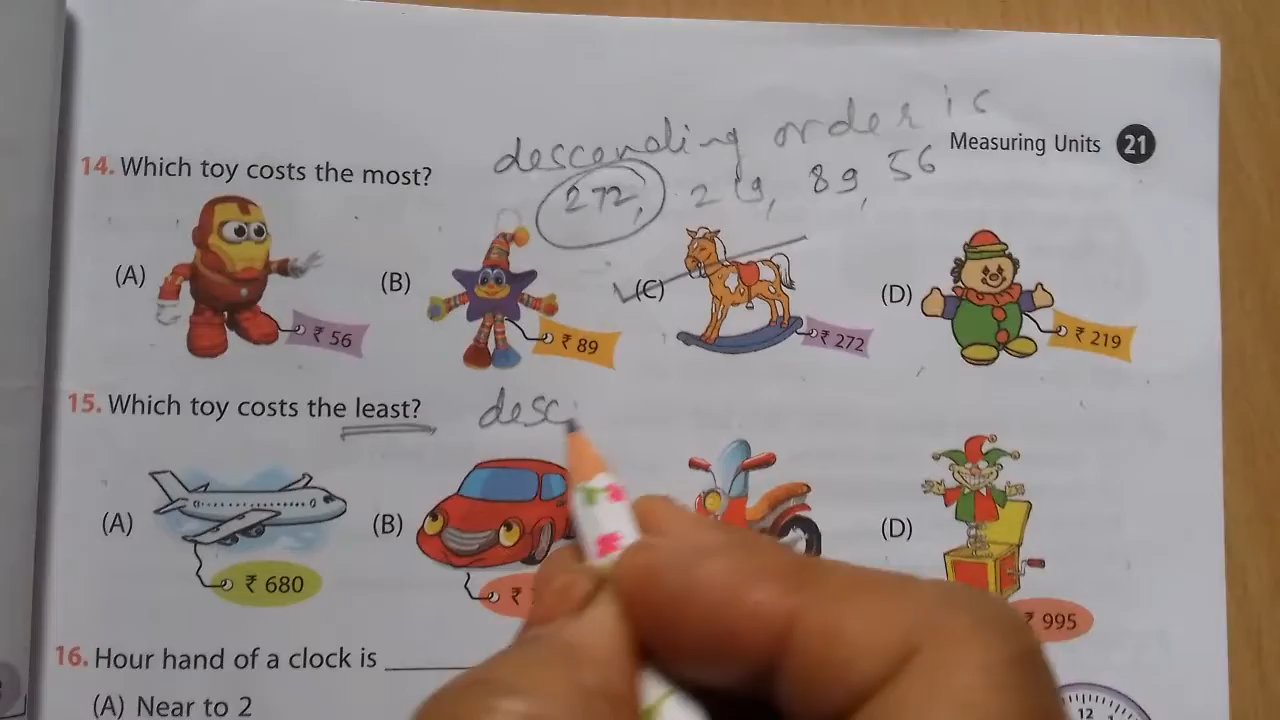 descending order is
Measuring Units 21
14. Which toy costs the most?
272, 219, 89, 56
(A)
(B)
(C)
(D)
₹ 56
₹ 89
₹ 272
₹ 219
15. Which toy costs the least? desc
(A)
(B)
(D)
₹ 680
₹
₹ 995
16. Hour hand of a clock is
(A) Near to 2
12